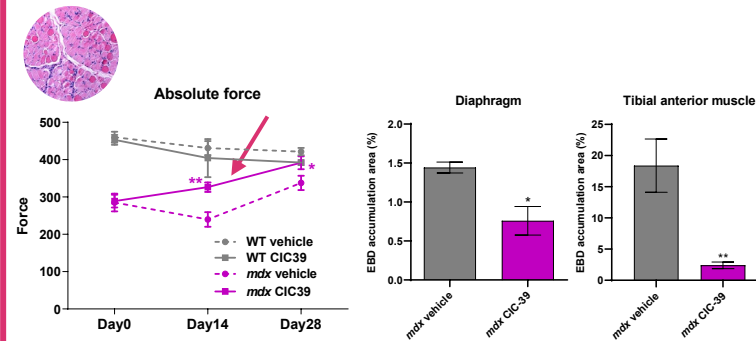 Absolute force
Force
500
400
300
200
100
0
**
*
WT vehicle
WT CIC39
mdx vehicle
mdx CIC39
Day0
Day14
Day28
Diaphragm
EBD accumulation area (%)
2.0
1.5
1.0
0.5
0.0
*
mdx vehicle
mdx CIC-39
Tibial anterior muscle
EBD accumulation area (%)
25
20
15
10
5
0
**
mdx vehicle
mdx CIC-39